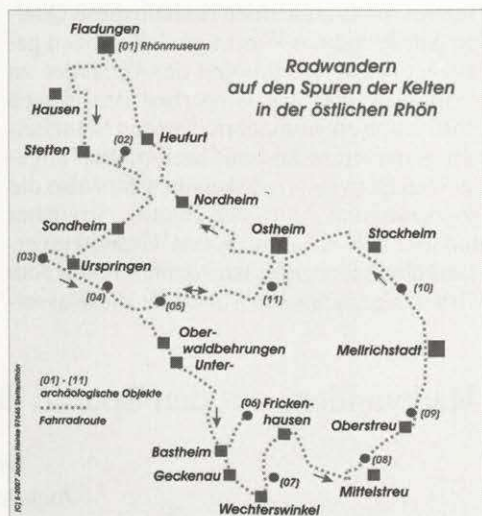 Fladungen
[01] Rhönmuseum
Radwandern
auf den Spuren der Kelten
in der östlichen Rhön
Hausen
(02)
Heufurt
Stetten
Nordheim
Sondheim
Ostheim
Stockheim
(03)
Urspringen
(04)
(05)
(11)
(10)
Ober-
waldbehrungen
Unter-
Mellrichstadt
(01) - (11)
archäologische Objekte
Fahrradroute
(06)
Fricken-
hausen
(09)
Oberstreu
Bastheim
Geckenau
(07)
(08)
Mittelstreu
Wechterswinkel